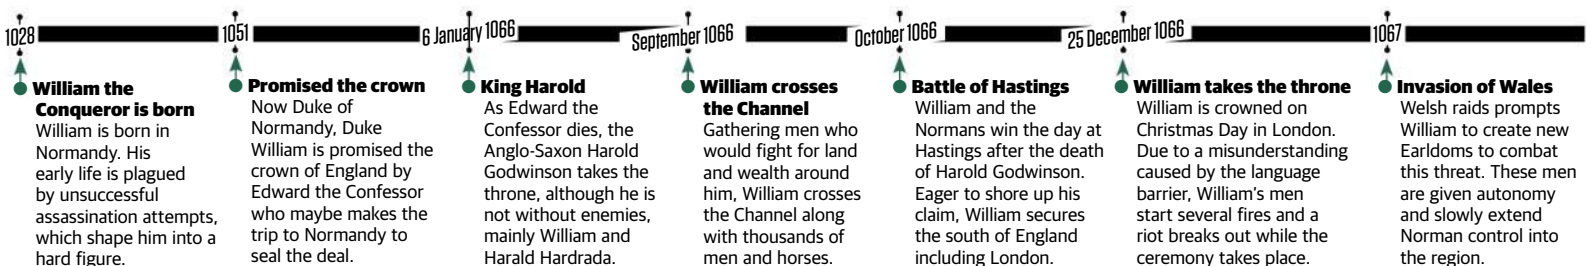 1028
1051
6 January 1066
September 1066
October 1066
25 December 1066
1067
William the
Conqueror is born
William is born in
Normandy. His
early life is plagued
by unsuccessful
assassination attempts,
which shape him into a
hard figure.
Promised the crown
Now Duke of
Normandy, Duke
William is promised the
crown of England by
Edward the Confessor
who maybe makes the
trip to Normandy to
seal the deal.
King Harold
As Edward the
Confessor dies, the
Anglo-Saxon Harold
Godwinson takes the
throne, although he is
not without enemies,
mainly William and
Harald Hardrada.
William crosses
the Channel
Gathering men who
would fight for land
and wealth around
him, William crosses
the Channel along
with thousands of
men and horses.
Battle of Hastings
William and the
Normans win the day at
Hastings after the death
of Harold Godwinson.
Eager to shore up his
claim, William secures
the south of England
including London.
William takes the throne
William is crowned on
Christmas Day in London.
Due to a misunderstanding
caused by the language
barrier, William's men
start several fires and a
riot breaks out while the
ceremony takes place.
Invasion of Wales
Welsh raids prompts
William to create new
Earldoms to combat
this threat. These men
are given autonomy
and slowly extend
Norman control into
the region.